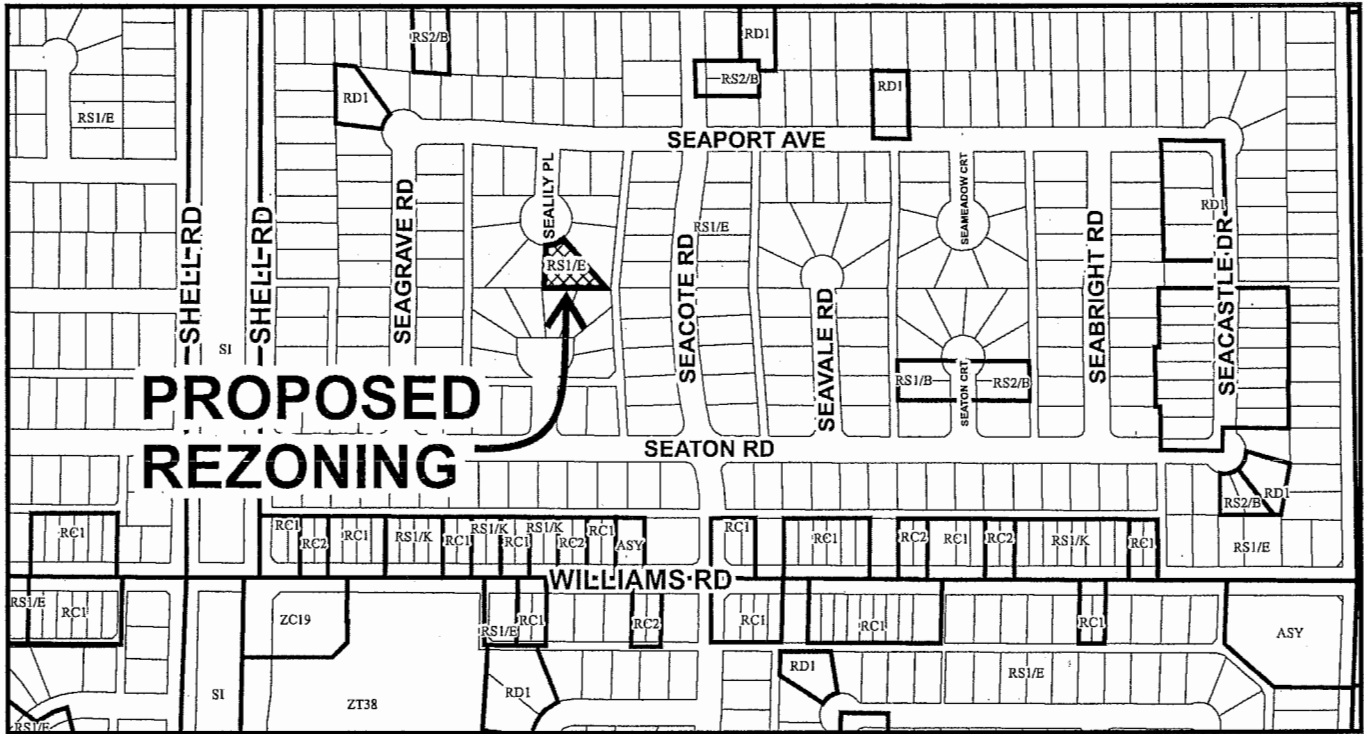 RS2/B
RD1
RS2/B
RD1
RD1
RS1/E
SEAPORT AVE
SEALILY PL
SEAMEADOW CRT
SHELL RD
SHELL RD
SEAGRAVE RD
RS1/E
SEACOTE RD
RS1/E
SEAVALE RD
SEABRIGHT RD
RD1
SEACASTLE DR
SI
PROPOSED
REZONING
RS1/B
RS2/B
SEATON CRT
SEATON RD
RS2/B
RD1
RS1/E
RC1
RC1
RC2
RC1
RS1/K
RC1
RS1/K
RC1
RS1/K
RC2
RC1
ASY
RC1
RC1
RC2
RC1
RC2
RS1/K
RC1
WILLIAMS RD
RS1/E
RC1
ZC19
RS1/E
RC1
RC2
RC1
RC1
RC1
ASY
SI
ZT38
RD1
RD1
RS1/E
RS1/E